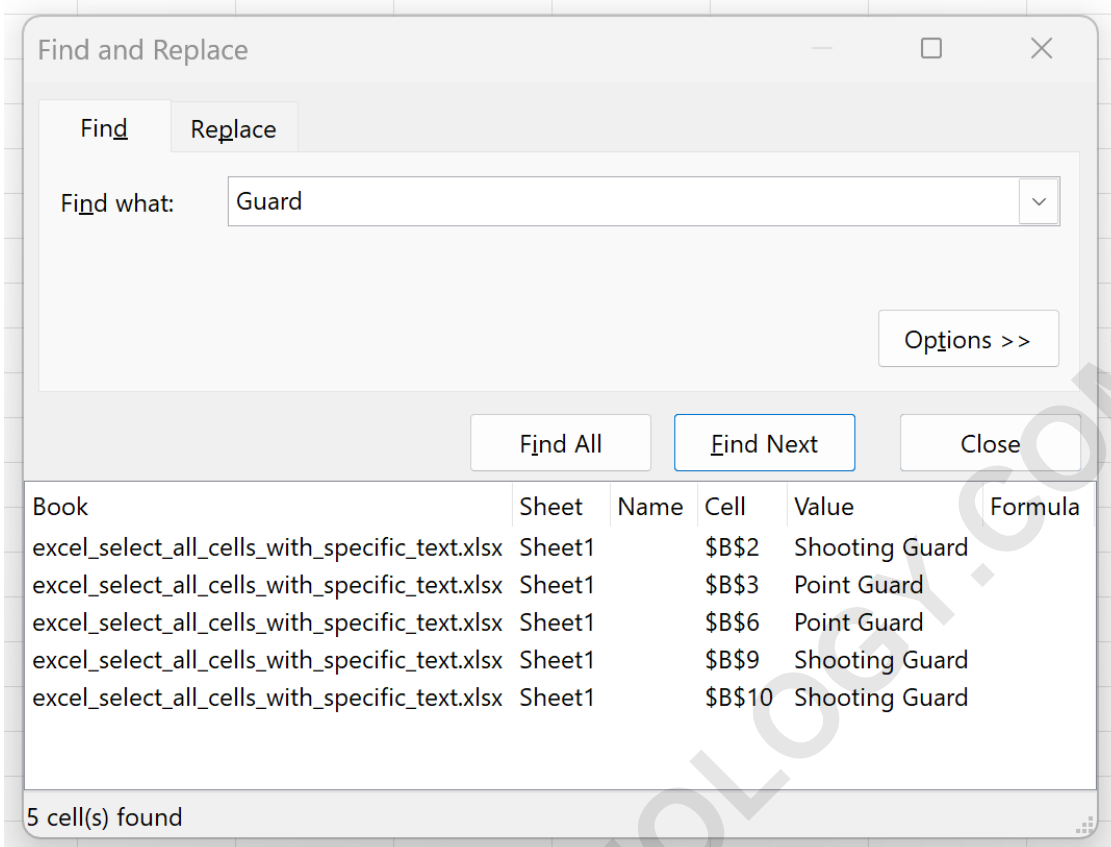 Find and Replace
Find Replace
Find what: Guard
Options >>
Find All Find Next Close
Book Sheet Name Cell Value Formula
excel_select_all_cells_with_specific_text.xlsx Sheet1 $B$2 Shooting Guard
excel_select_all_cells_with_specific_text.xlsx Sheet1 $B$3 Point Guard
excel_select_all_cells_with_specific_text.xlsx Sheet1 $B$6 Point Guard
excel_select_all_cells_with_specific_text.xlsx Sheet1 $B$9 Shooting Guard
excel_select_all_cells_with_specific_text.xlsx Sheet1 $B$10 Shooting Guard
5 cell(s) found